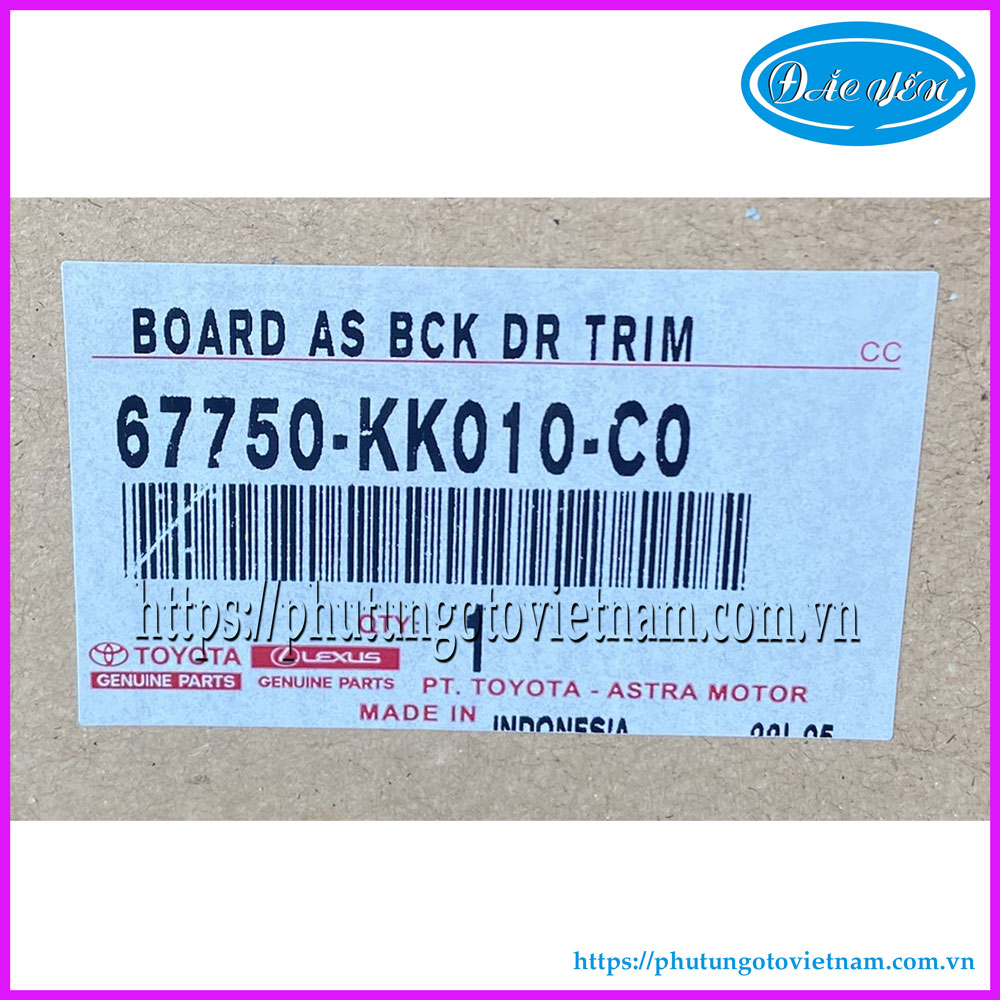 ĐẮC YẾN
BOARD AS BCK DR TRIM
CC
67750-KK010-C0
https://phutungotovietnam.com.vn
QTY: 1
TOYOTA LEXUS
GENUINE PARTS GENUINE PARTS PT. TOYOTA - ASTRA MOTOR
MADE IN INDONESIA
https://phutungotovietnam.com.vn